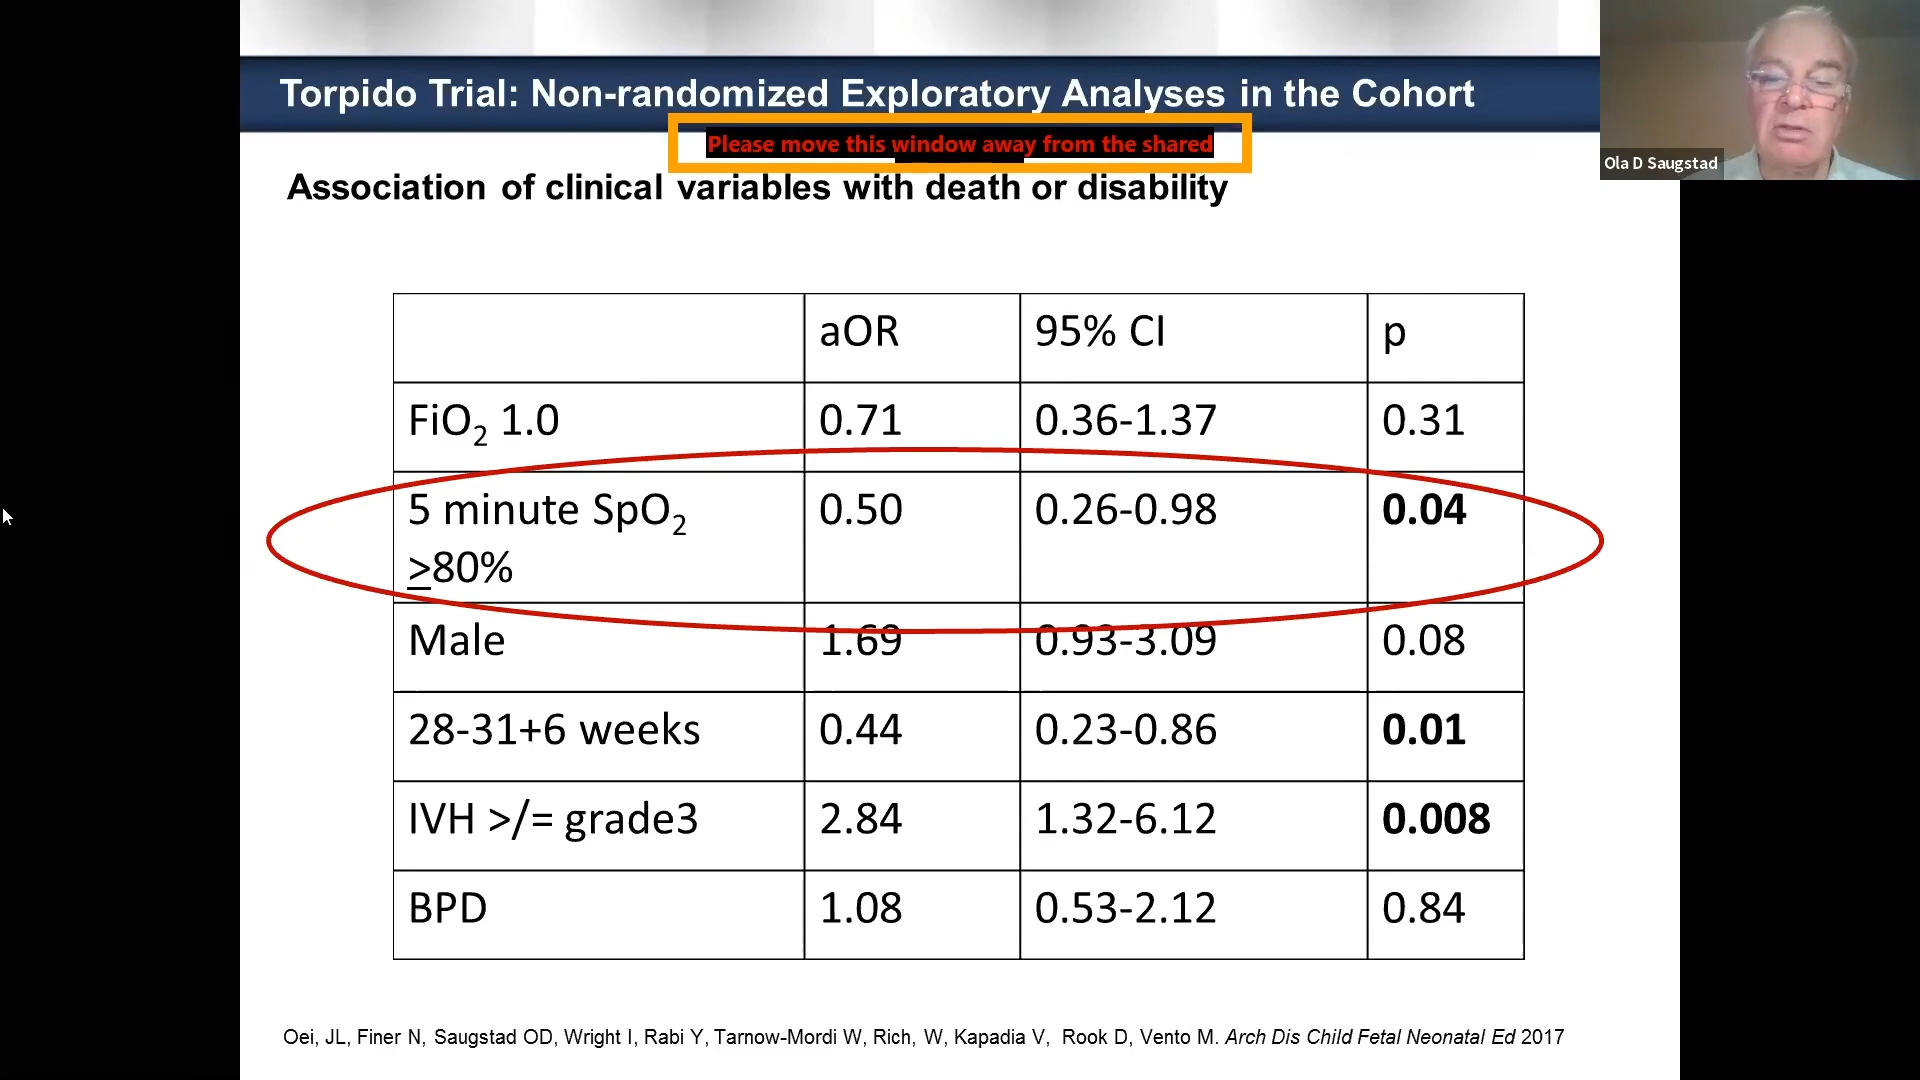 Torpido Trial: Non-randomized Exploratory Analyses in the Cohort
Please move this window away from the shared
Ola D Saugstad
Association of clinical variables with death or disability
aOR 95% CI p
FiO2 1.0 0.71 0.36-1.37 0.31
5 minute SpO2 0.50 0.26-0.98 0.04
≥80%
Male 1.69 0.93-3.09 0.08
28-31+6 weeks 0.44 0.23-0.86 0.01
IVH >/= grade3 2.84 1.32-6.12 0.008
BPD 1.08 0.53-2.12 0.84
Oei, JL, Finer N, Saugstad OD, Wright I, Rabi Y, Tarnow-Mordi W, Rich, W, Kapadia V, Rook D, Vento M. Arch Dis Child Fetal Neonatal Ed 2017